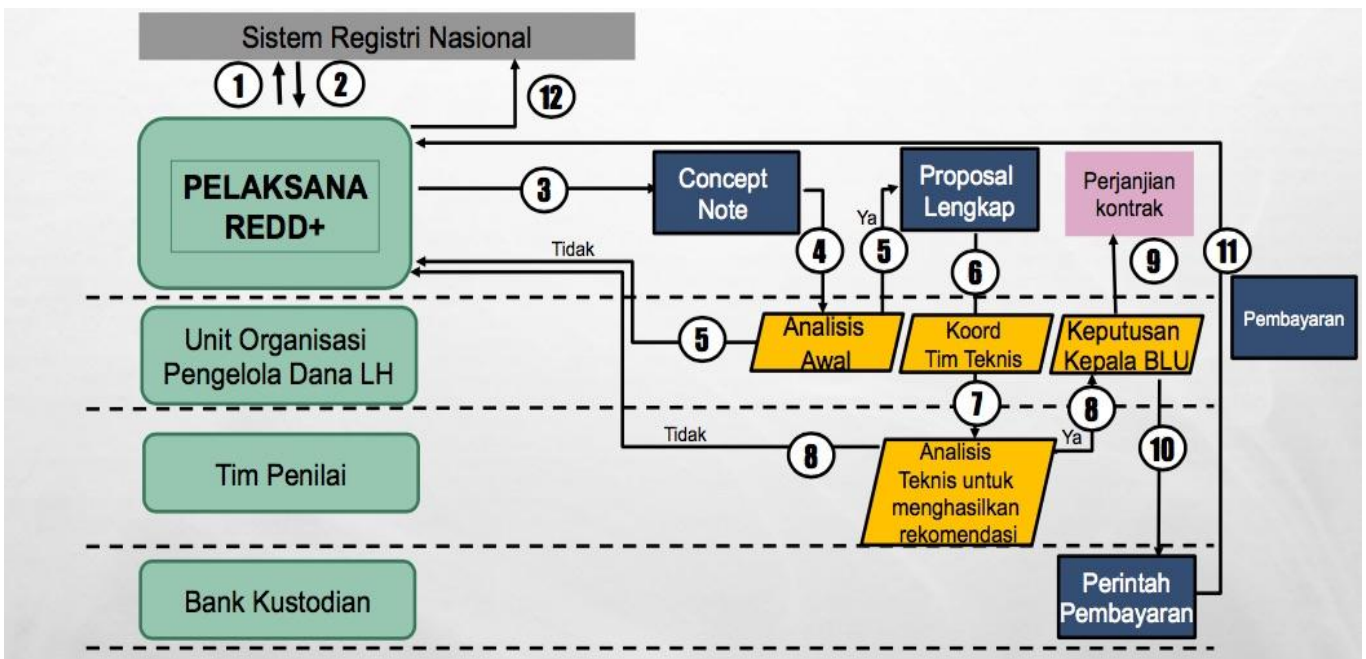 Sistem Registri Nasional
1
2
12
PELAKSANA
REDD+
3
Concept
Note
Proposal
Lengkap
Perjanjian
kontrak
Ya
4
5
6
9
11
Tidak
Pembayaran
Unit Organisasi
Pengelola Dana LH
5
Analisis
Awal
Koord
Tim Teknis
Keputusan
Kepala BLU
7
8
Tidak
8
Ya
10
Tim Penilai
Analisis
Teknis untuk
menghasilkan
rekomendasi
Bank Kustodian
Perintah
Pembayaran